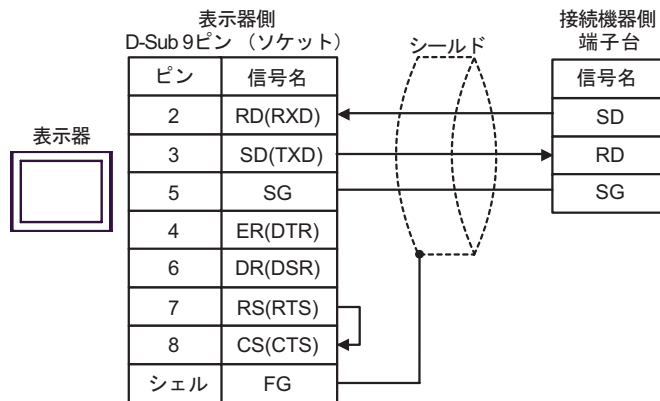 表示器側
D-Sub 9ピン （ソケット）
シールド
接続機器側
端子台
表示器
ピン 信号名
2 RD(RXD)
3 SD(TXD)
5 SG
4 ER(DTR)
6 DR(DSR)
7 RS(RTS)
8 CS(CTS)
シェル FG
信号名
SD
RD
SG